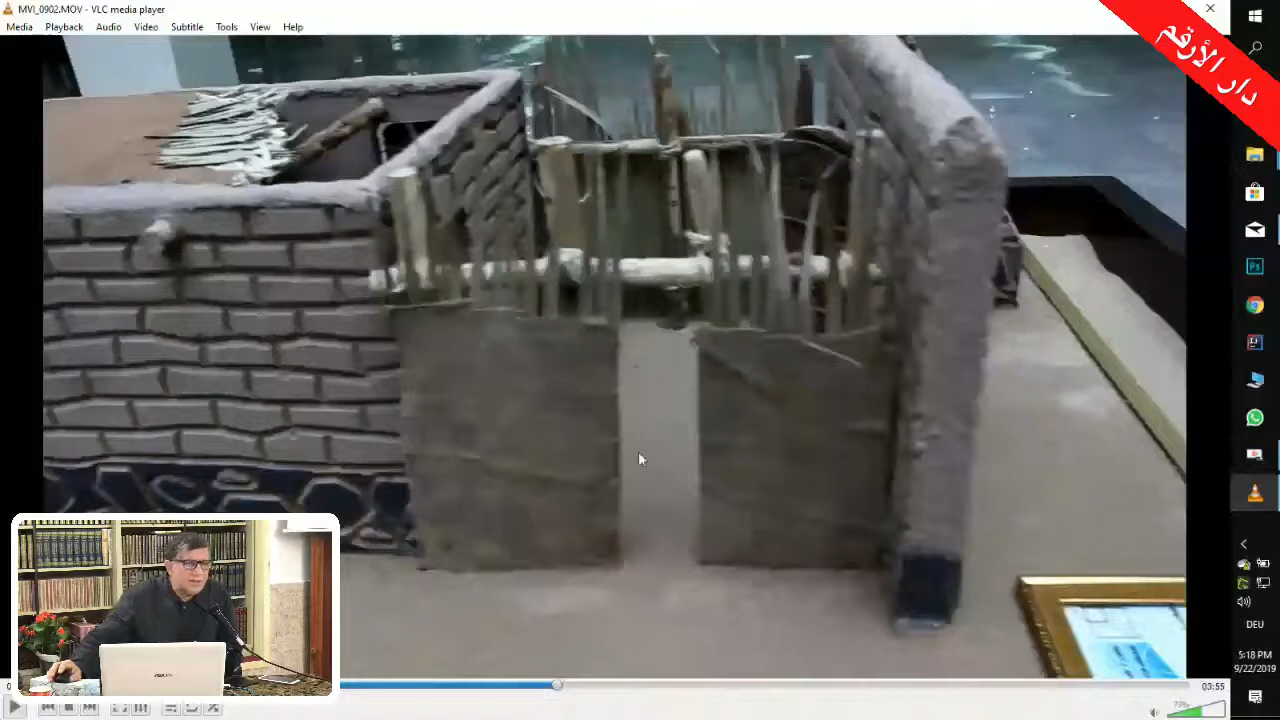 MVI_0902.MOV - VLC media player
Media Playback Audio Video Subtitle Tools View Help
دار الأرقم
Ps
DEU
5:18 PM
9/22/2019
03:55